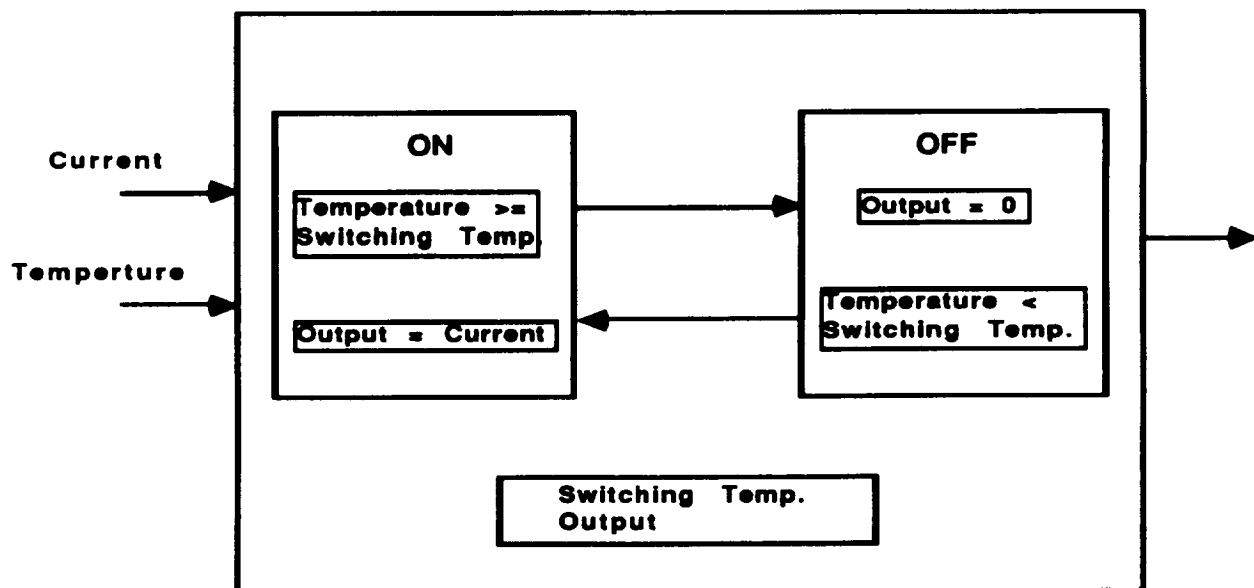 Current
Temperture
ON
Temperature >=
Switching Temp.
Output = Current
OFF
Output = 0
Temperature <
Switching Temp.
Switching Temp.
Output